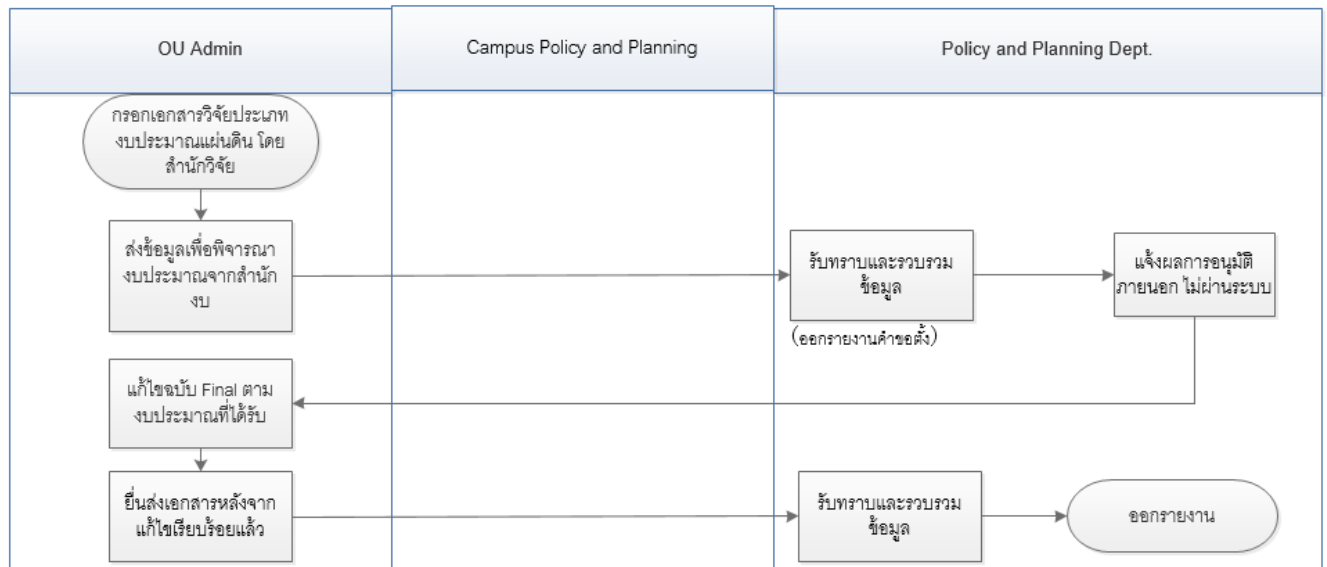 OU Admin
Campus Policy and Planning
Policy and Planning Dept.
กรอกเอกสารวิจัยประเภท
งบประมาณแผ่นดิน โดย
สำนักวิจัย
ส่งข้อมูลเพื่อพิจารณา
งบประมาณจากสำนัก
งบ
รับทราบและรวบรวม
ข้อมูล
(ออกรายงานคำขอตั้ง)
แจ้งผลการอนุมัติ
ภายนอก ไม่ผ่านระบบ
แก้ไขฉบับ Final ตาม
งบประมาณที่ได้รับ
ยื่นส่งเอกสารหลังจาก
แก้ไขเรียบร้อยแล้ว
รับทราบและรวบรวม
ข้อมูล
ออกรายงาน